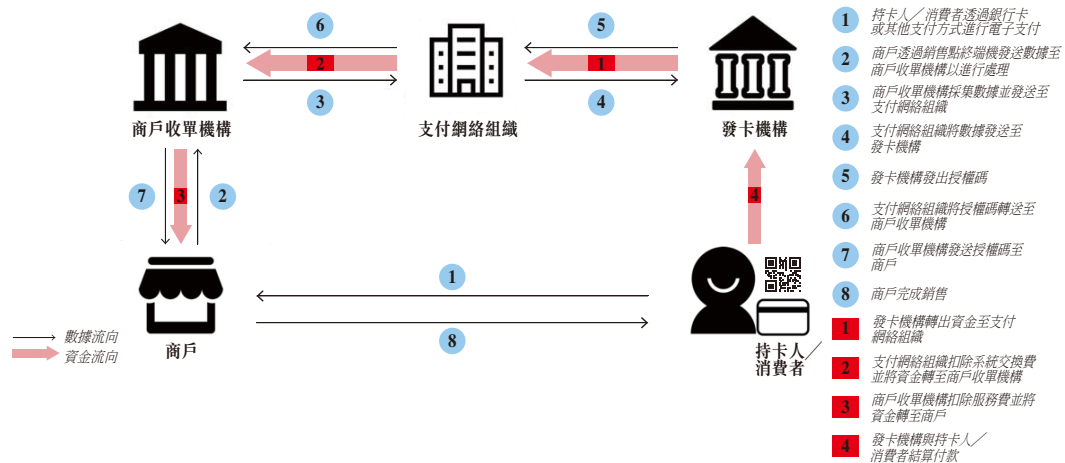 6
5
2
1
3
4
商戶收單機構
支付網絡組織
發卡機構
7
3
2
4
1
8
商戶
持卡人／
消費者
數據流向
資金流向
1 持卡人／消費者透過銀行卡
或其他支付方式進行電子支付
2 商戶透過銷售點終端機發送數據至
商戶收單機構以進行處理
3 商戶收單機構採集數據並發送至
支付網絡組織
4 支付網絡組織將數據發送至
發卡機構
5 發卡機構發出授權碼
6 支付網絡組織將授權碼轉送至
商戶收單機構
7 商戶收單機構發送授權碼至
商戶
8 商戶完成銷售
1 發卡機構轉出資金至支付
網絡組織
2 支付網絡組織扣除系統交換費
並將資金轉至商戶收單機構
3 商戶收單機構扣除服務費並將
資金轉至商戶
4 發卡機構與持卡人／
消費者結算付款